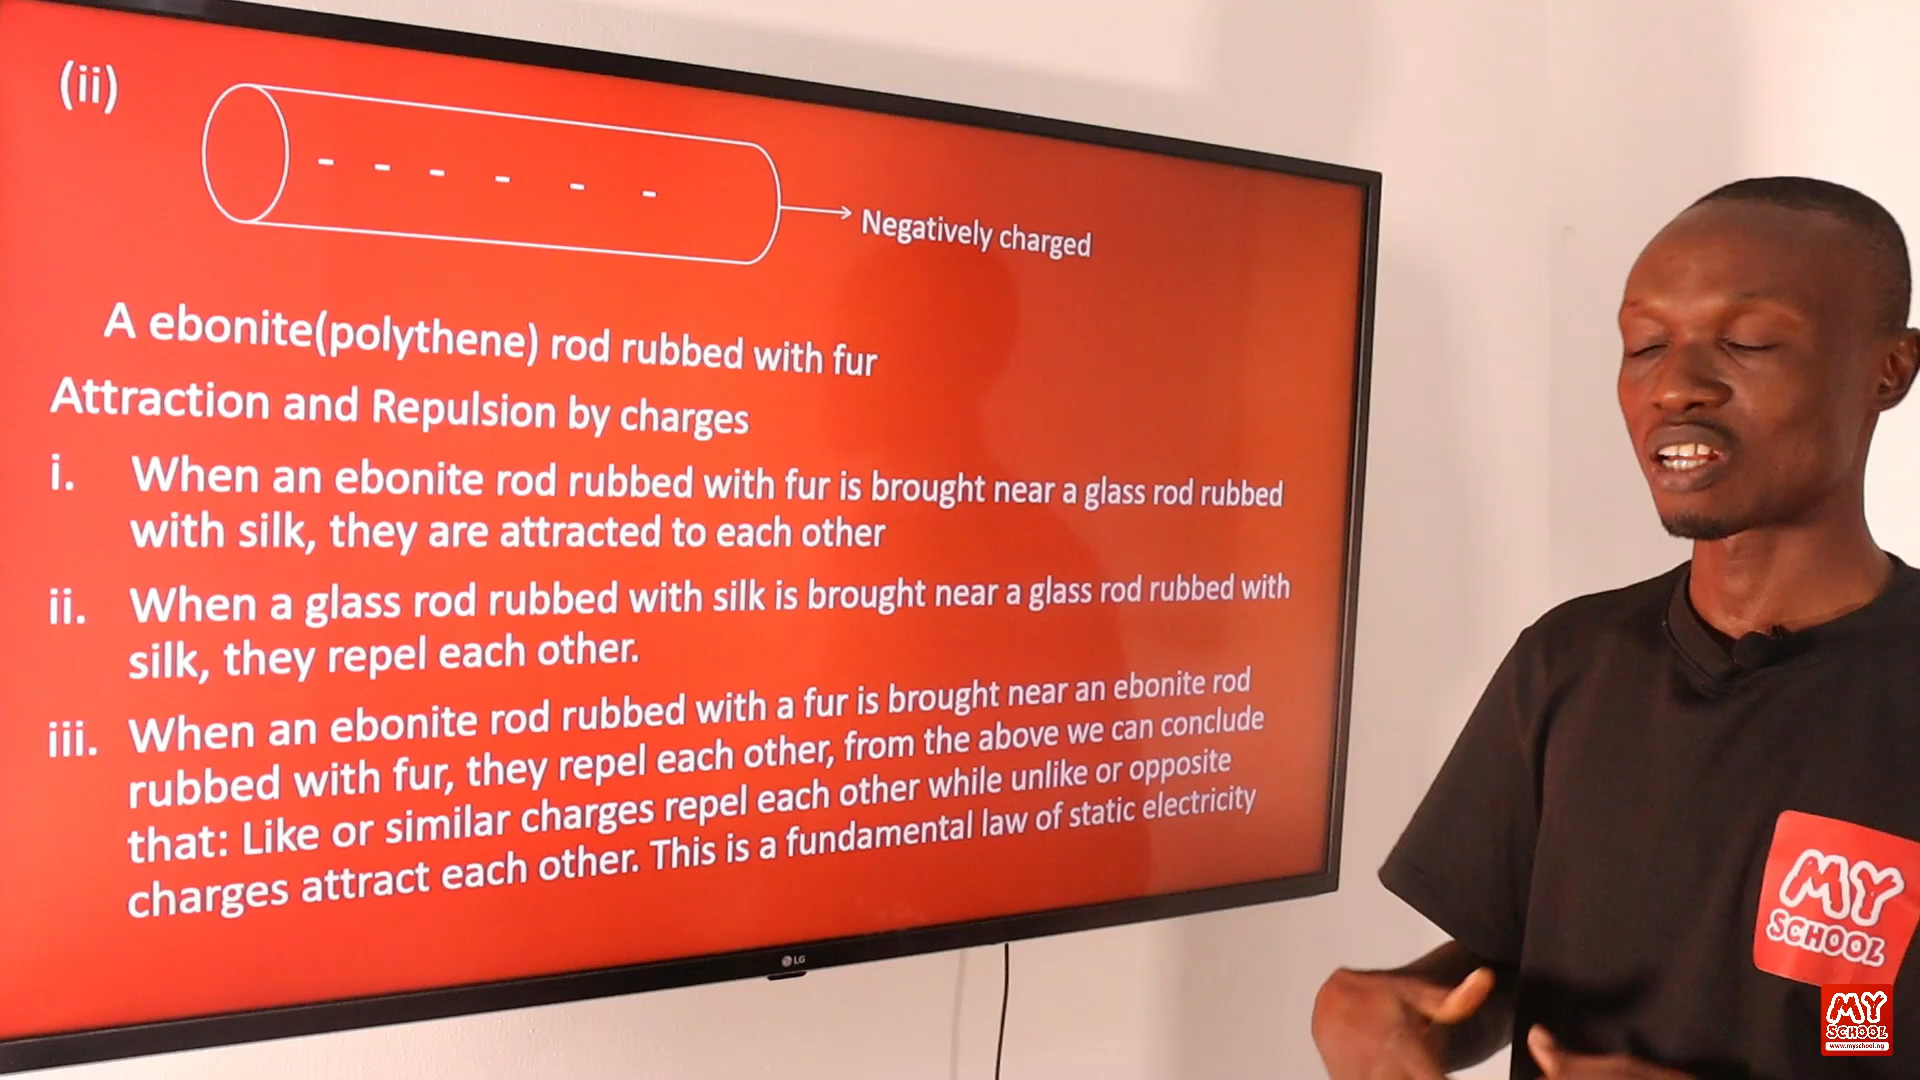 (ii)
- - - - - -
Negatively charged
A ebonite(polythene) rod rubbed with fur
Attraction and Repulsion by charges
i. When an ebonite rod rubbed with fur is brought near a glass rod rubbed
with silk, they are attracted to each other
ii. When a glass rod rubbed with silk is brought near a glass rod rubbed with
silk, they repel each other.
iii. When an ebonite rod rubbed with a fur is brought near an ebonite rod
rubbed with fur, they repel each other, from the above we can conclude
that: Like or similar charges repel each other while unlike or opposite
charges attract each other. This is a fundamental law of static electricity
LG
MY
SCHOOL
MY
SCHOOL
www.myschool.ng